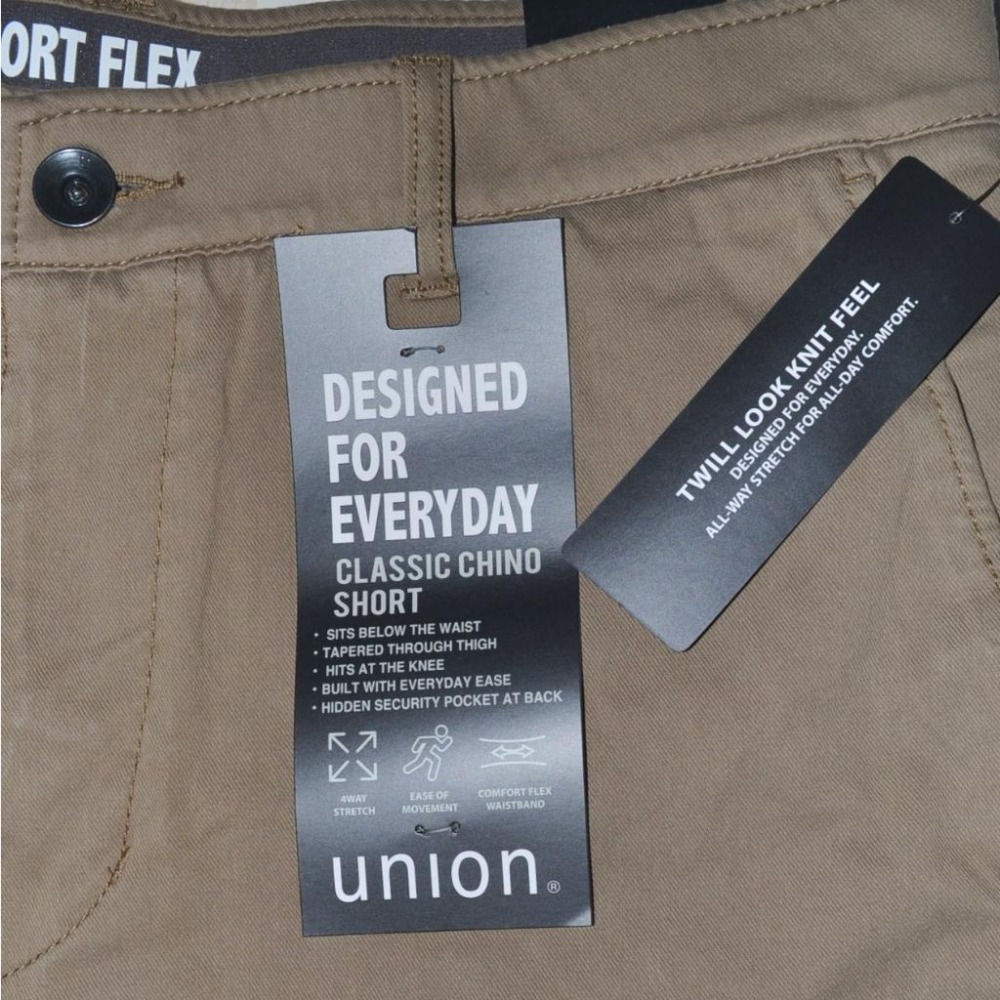 ORT FLEX
DESIGNED
FOR
EVERYDAY
CLASSIC CHINO
SHORT
• SITS BELOW THE WAIST
• TAPERED THROUGH THIGH
• HITS AT THE KNEE
• BUILT WITH EVERYDAY EASE
• HIDDEN SECURITY POCKET AT BACK
4WAY
STRETCH
EASE OF
MOVEMENT
COMFORT FLEX
WAISTBAND
union®
TWILL LOOK KNIT FEEL
DESIGNED FOR EVERYDAY.
ALL-WAY STRETCH FOR ALL-DAY COMFORT.